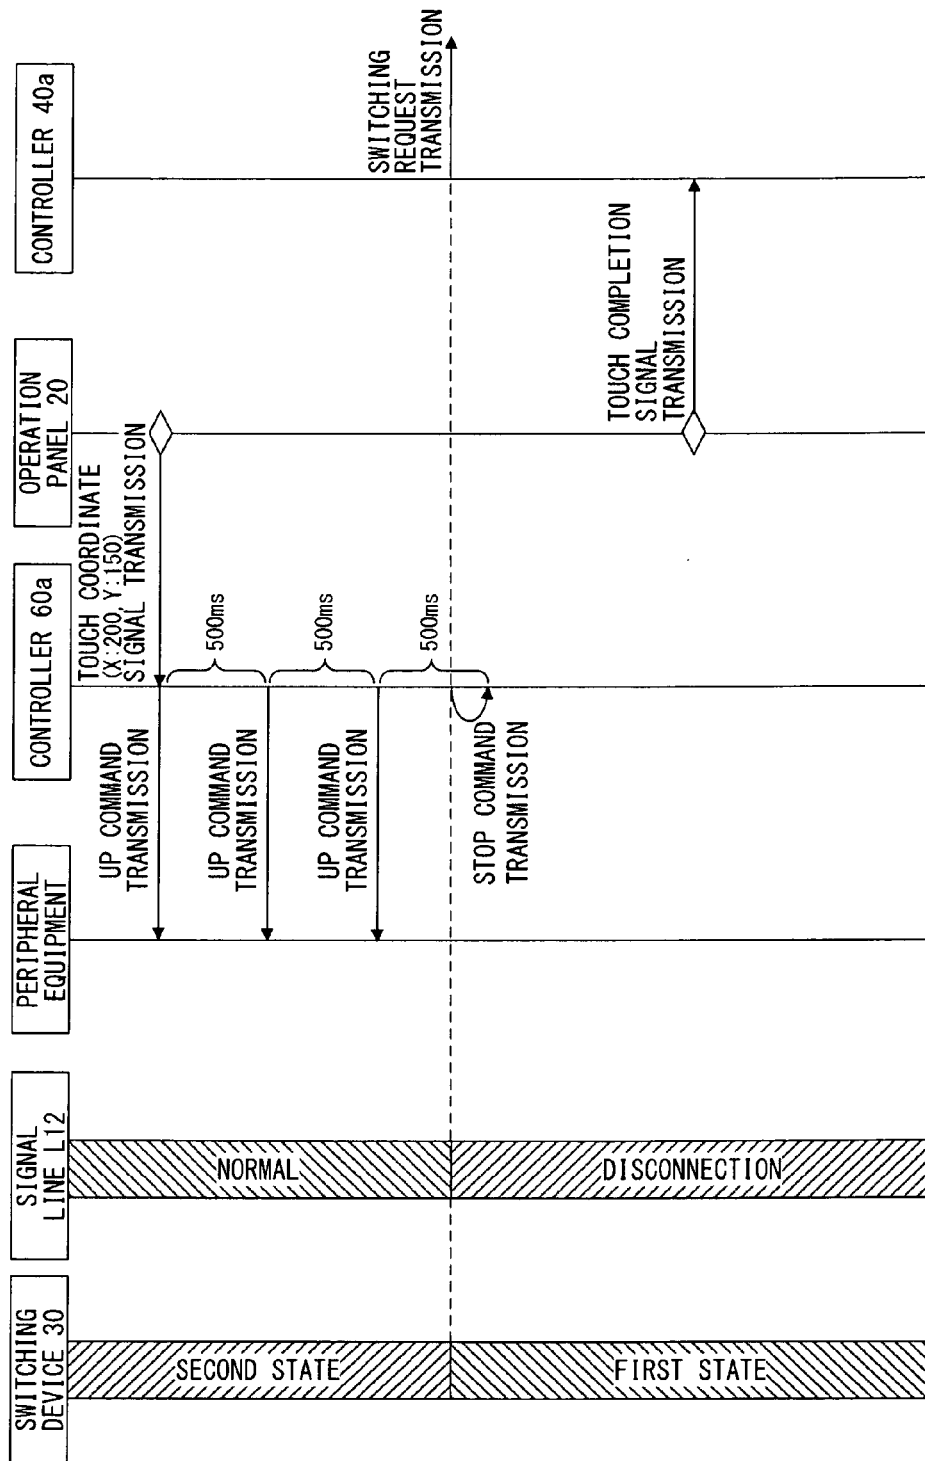 CONTROLLER 40a
OPERATION
PANEL 20
CONTROLLER 60a
PERIPHERAL
EQUIPMENT
SIGNAL
LINE L12
SWITCHING
DEVICE 30
SWITCHING
REQUEST
TRANSMISSION
TOUCH COORDINATE
(X:200, Y:150)
SIGNAL TRANSMISSION
TOUCH COMPLETION
SIGNAL
TRANSMISSION
500ms
500ms
500ms
UP COMMAND
TRANSMISSION
UP COMMAND
TRANSMISSION
UP COMMAND
TRANSMISSION
STOP COMMAND
TRANSMISSION
NORMAL
DISCONNECTION
SECOND STATE
FIRST STATE